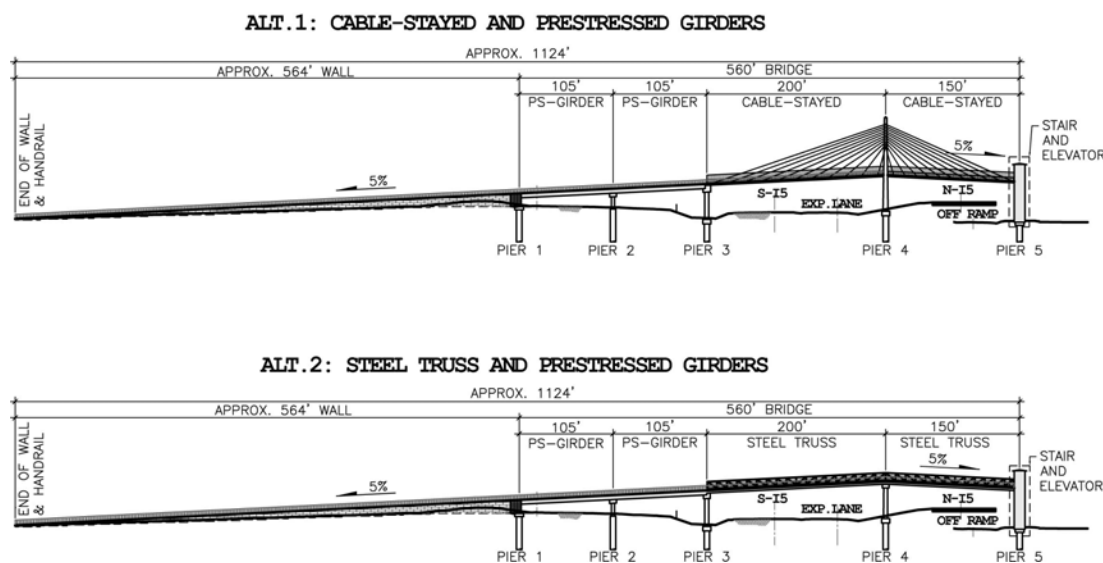 ALT.1: CABLE-STAYED AND PRESTRESSED GIRDERS
APPROX. 1124'
APPROX. 564' WALL
560' BRIDGE
105'
105'
200'
150'
PS-GIRDER
PS-GIRDER
CABLE-STAYED
CABLE-STAYED
END OF WALL
& HANDRAIL
5%
5%
STAIR
AND
ELEVATOR
S-I5
EXP.LANE
N-I5
OFF RAMP
PIER 1
PIER 2
PIER 3
PIER 4
PIER 5
ALT.2: STEEL TRUSS AND PRESTRESSED GIRDERS
APPROX. 1124'
APPROX. 564' WALL
560' BRIDGE
105'
105'
200'
150'
PS-GIRDER
PS-GIRDER
STEEL TRUSS
STEEL TRUSS
END OF WALL
& HANDRAIL
5%
5%
STAIR
AND
ELEVATOR
S-I5
EXP.LANE
N-I5
OFF RAMP
PIER 1
PIER 2
PIER 3
PIER 4
PIER 5